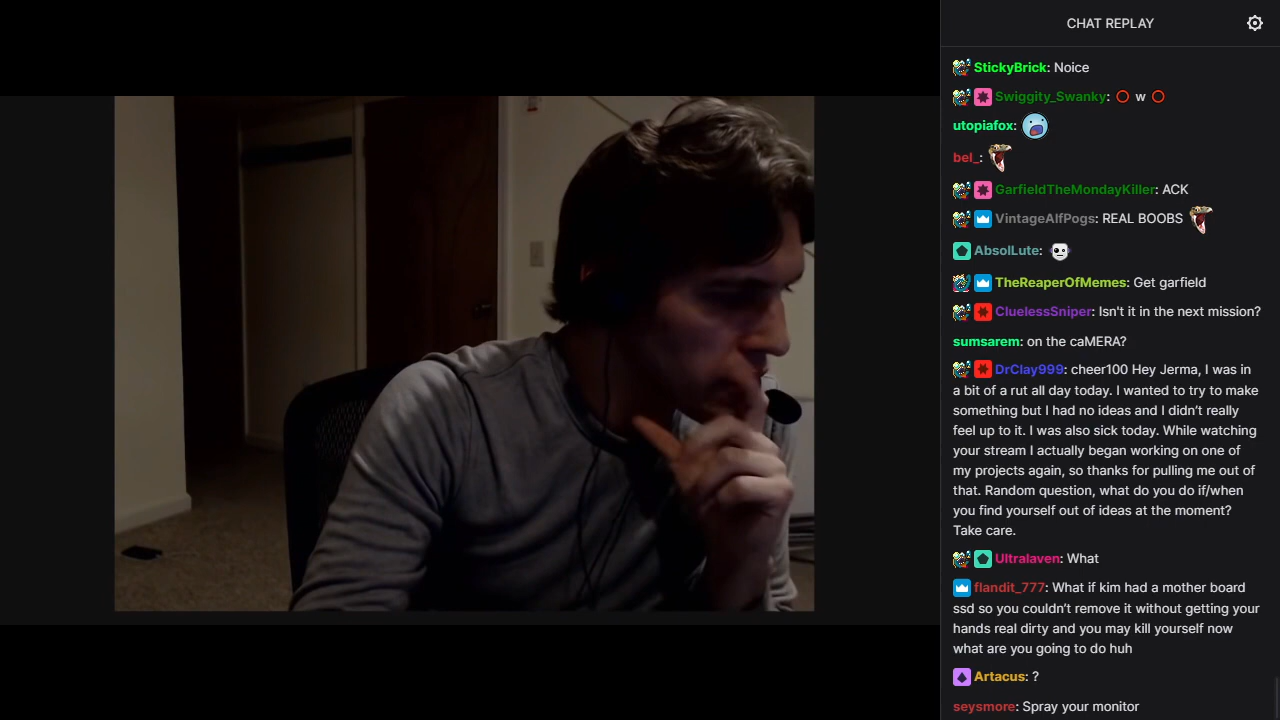 CHAT REPLAY
StickyBrick: Noice
Swiggity_Swanky: ⭕ w ⭕
utopiafox:
bel_:
GarfieldTheMondayKiller: ACK
VintageAlfPogs: REAL BOOBS
AbsolLute:
TheReaperOfMemes: Get garfield
CluelessSniper: Isn't it in the next mission?
sumsarem: on the caMERA?
DrClay999: cheer100 Hey Jerma, I was in
a bit of a rut all day today. I wanted to try to make
something but I had no ideas and I didn't really
feel up to it. I was also sick today. While watching
your stream I actually began working on one of
my projects again, so thanks for pulling me out of
that. Random question, what do you do if/when
you find yourself out of ideas at the moment?
Take care.
Ultralaven: What
flandit_777: What if kim had a mother board
ssd so you couldn't remove it without getting your
hands real dirty and you may kill yourself now
what are you going to do huh
Artacus: ?
seysmore: Spray your monitor